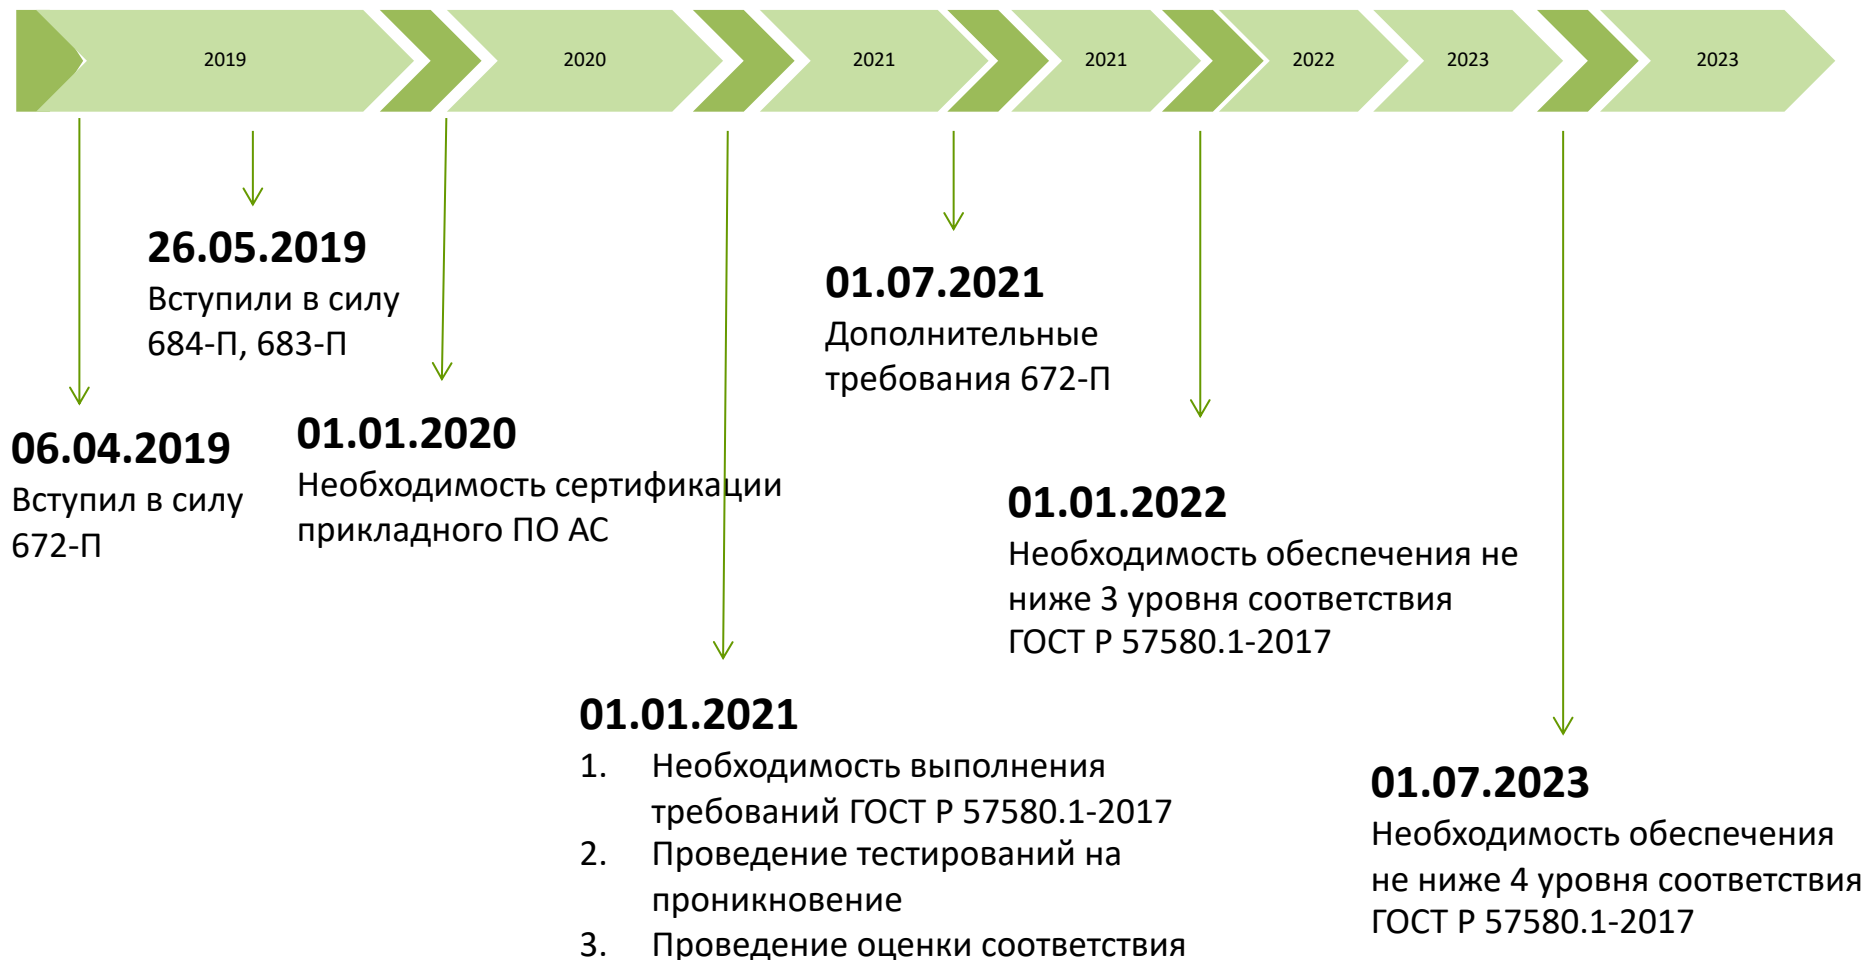 2019
2020
2021
2021
2022
2023
2023
06.04.2019
Вступил в силу
672-П
26.05.2019
Вступили в силу
684-П, 683-П
01.01.2020
Необходимость сертификации
прикладного ПО АС
01.01.2021
1. Необходимость выполнения
требований ГОСТ Р 57580.1-2017
2. Проведение тестирований на
проникновение
3. Проведение оценки соответствия
01.07.2021
Дополнительные
требования 672-П
01.01.2022
Необходимость обеспечения не
ниже 3 уровня соответствия
ГОСТ Р 57580.1-2017
01.07.2023
Необходимость обеспечения
не ниже 4 уровня соответствия
ГОСТ Р 57580.1-2017